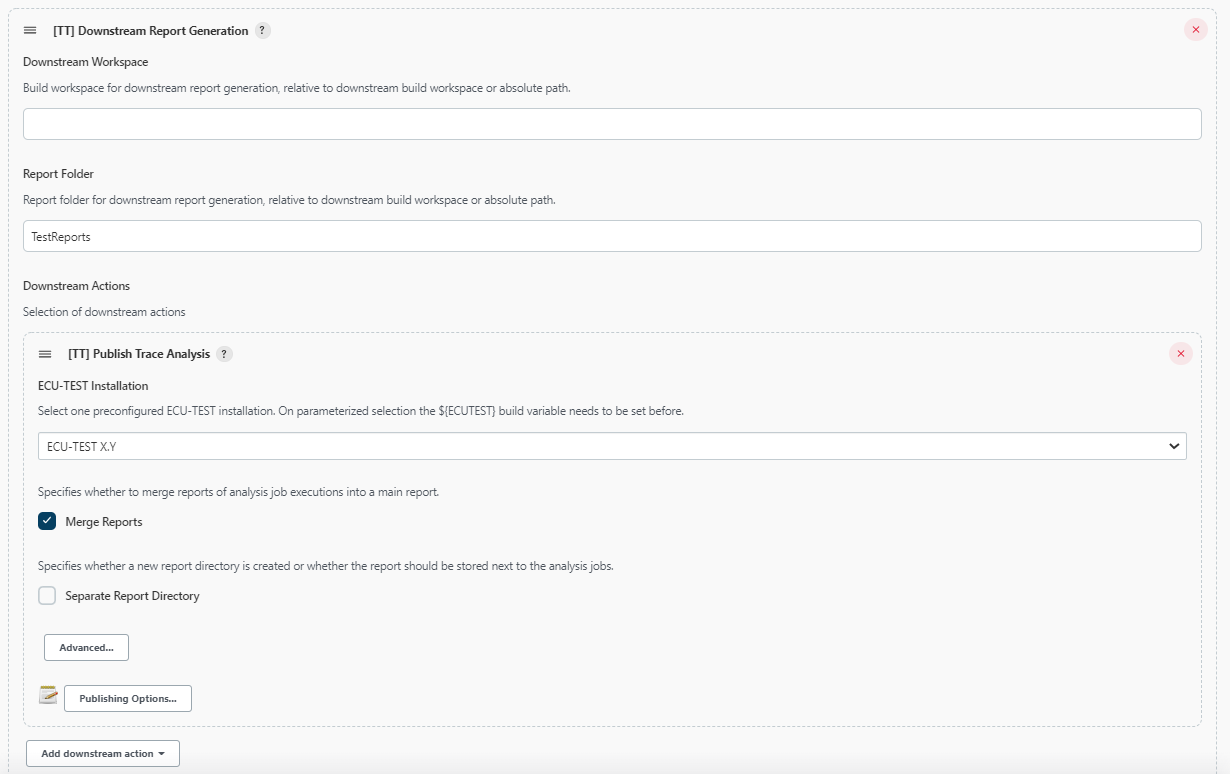 [TT] Downstream Report Generation ?
Downstream Workspace
Build workspace for downstream report generation, relative to downstream build workspace or absolute path.
Report Folder
Report folder for downstream report generation, relative to downstream build workspace or absolute path.
TestReports
Downstream Actions
Selection of downstream actions
[TT] Publish Trace Analysis ?
ECU-TEST Installation
Select one preconfigured ECU-TEST installation. On parameterized selection the ${ECUTEST} build variable needs to be set before.
ECU-TEST X.Y
Specifies whether to merge reports of analysis job executions into a main report.
Merge Reports
Specifies whether a new report directory is created or whether the report should be stored next to the analysis jobs.
Separate Report Directory
Advanced...
Publishing Options...
Add downstream action